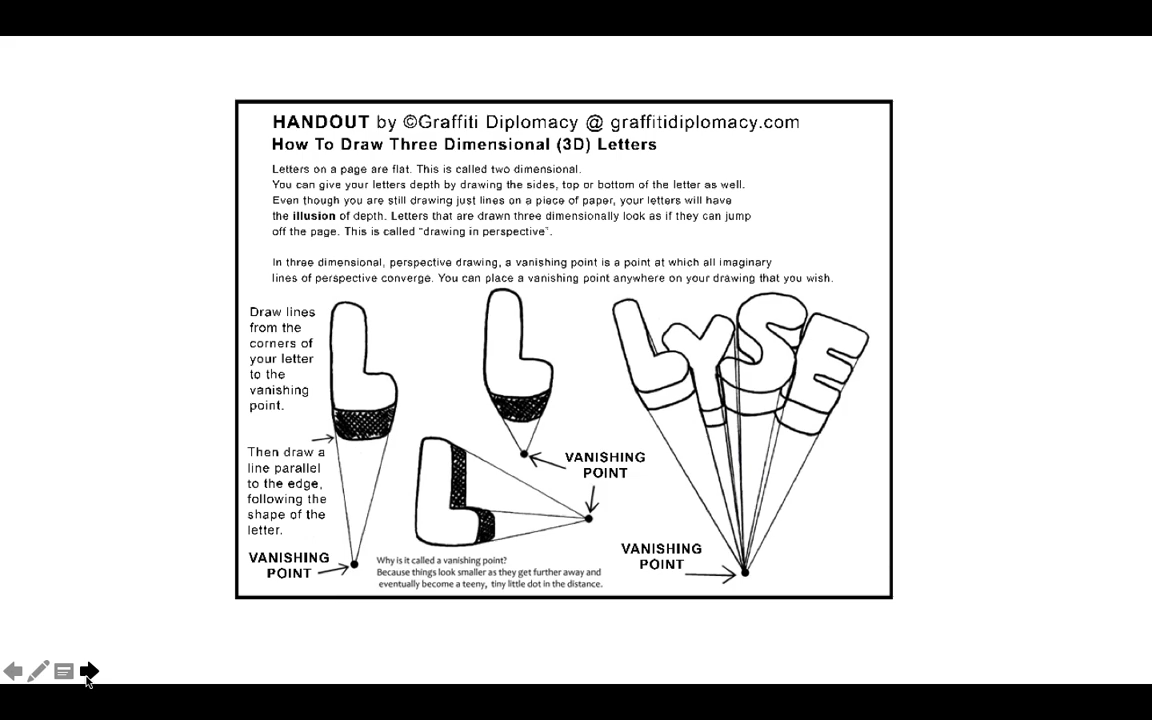 HANDOUT by ©Graffiti Diplomacy @ graffitidiplomacy.com
How To Draw Three Dimensional (3D) Letters
Letters on a page are flat. This is called two dimensional.
You can give your letters depth by drawing the sides, top or bottom of the letter as well.
Even though you are still drawing just lines on a piece of paper, your letters will have
the illusion of depth. Letters that are drawn three dimensionally look as if they can jump
off the page. This is called "drawing in perspective".
In three dimensional, perspective drawing, a vanishing point is a point at which all imaginary
lines of perspective converge. You can place a vanishing point anywhere on your drawing that you wish.
Draw lines
from the
corners of
your letter
to the
vanishing
point.
Then draw a
line parallel
to the edge,
following the
shape of the
letter.
VANISHING
POINT
L
L
L
VANISHING
POINT
Why is it called a vanishing point?
Because things look smaller as they get further away and
eventually become a teeny, tiny little dot in the distance.
LYSE
VANISHING
POINT